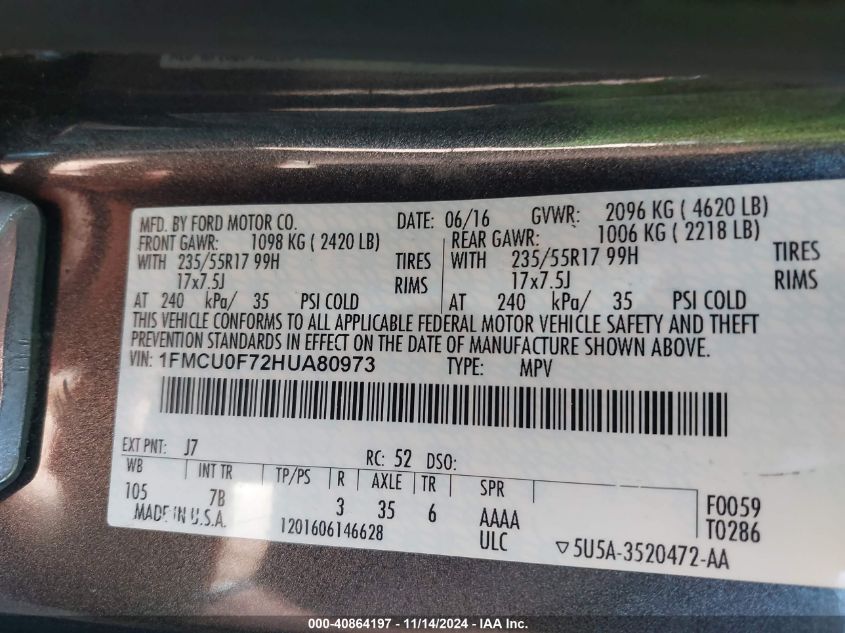 MFD. BY FORD MOTOR CO. DATE: 06/16 GVWR: 2096 KG ( 4620 LB)
FRONT GAWR: 1098 KG ( 2420 LB) REAR GAWR: 1006 KG ( 2218 LB)
WITH 235/55R17 99H TIRES WITH 235/55R17 99H TIRES
17x7.5J RIMS 17x7.5J RIMS
AT 240 kPa/ 35 PSI COLD AT 240 kPa/ 35 PSI COLD
THIS VEHICLE CONFORMS TO ALL APPLICABLE FEDERAL MOTOR VEHICLE SAFETY AND THEFT
PREVENTION STANDARDS IN EFFECT ON THE DATE OF MANUFACTURE SHOWN ABOVE.
VIN: 1FMCU0F72HUA80973 TYPE: MPV
EXT PNT: J7 RC: 52 DSO:
WB INT TR TP/PS R AXLE TR SPR
105 7B 3 35 6 AAAA F0059
MADE IN U.S.A. 1201606146628 ULC T0286
▽5U5A-3520472-AA
000-40864197 - 11/14/2024 - IAA Inc.